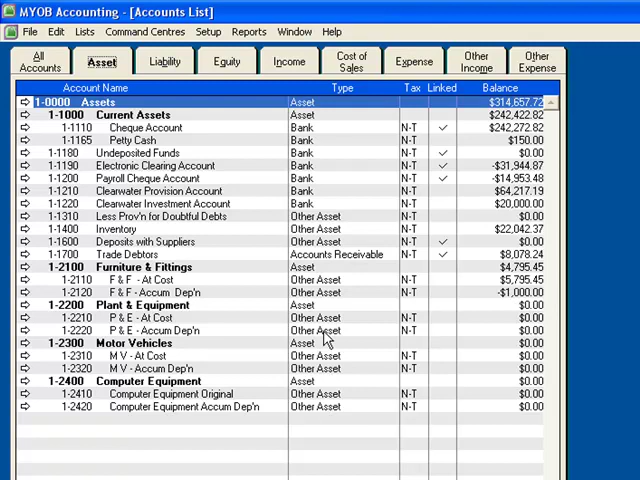 MYOB Accounting - [Accounts List]
File Edit Lists Command Centres Setup Reports Window Help
All Accounts Asset Liability Equity Income Cost of Sales Expense Other Income Other Expense
Account Name Type Tax Linked Balance
1-0000 Assets Asset $314,657.72
1-1000 Current Assets Asset $242,422.82
1-1110 Cheque Account Bank N-T ✓ $242,272.82
1-1165 Petty Cash Bank N-T $150.00
1-1180 Undeposited Funds Bank N-T ✓ $0.00
1-1190 Electronic Clearing Account Bank N-T ✓ -$31,944.87
1-1200 Payroll Cheque Account Bank N-T ✓ -$14,953.48
1-1210 Clearwater Provision Account Bank N-T $64,217.19
1-1220 Clearwater Investment Account Bank N-T $20,000.00
1-1310 Less Prov'n for Doubtful Debts Other Asset N-T $0.00
1-1400 Inventory Other Asset N-T $22,042.37
1-1600 Deposits with Suppliers Other Asset N-T ✓ $0.00
1-1700 Trade Debtors Accounts Receivable N-T ✓ $8,078.24
1-2100 Furniture & Fittings Asset $4,795.45
1-2110 F & F - At Cost Other Asset N-T $5,795.45
1-2120 F & F - Accum Dep'n Other Asset N-T -$1,000.00
1-2200 Plant & Equipment Asset $0.00
1-2210 P & E - At Cost Other Asset N-T $0.00
1-2220 P & E - Accum Dep'n Other Asset N-T $0.00
1-2300 Motor Vehicles Asset $0.00
1-2310 M V - At Cost Other Asset N-T $0.00
1-2320 M V - Accum Dep'n Other Asset N-T $0.00
1-2400 Computer Equipment Asset $0.00
1-2410 Computer Equipment Original Other Asset N-T $0.00
1-2420 Computer Equipment Accum Dep'n Other Asset N-T $0.00